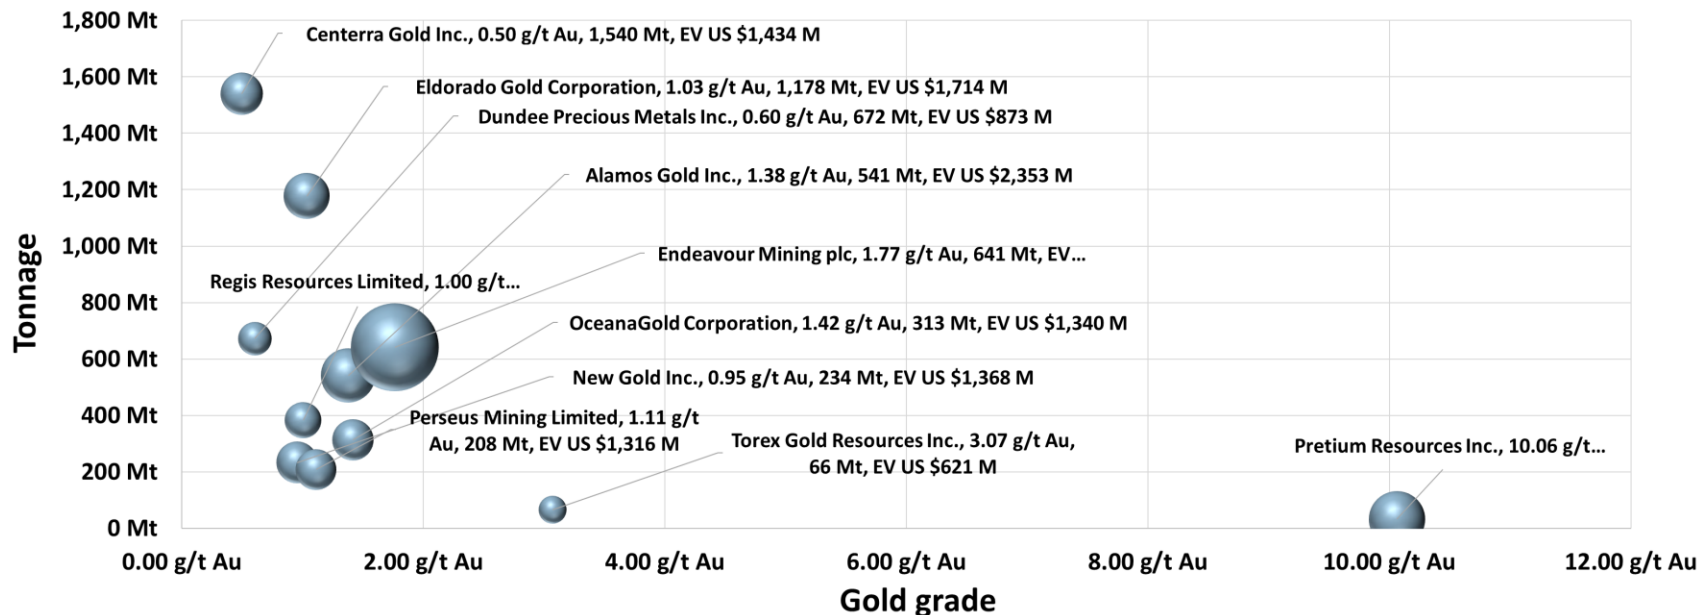 1,800 Mt
Centerra Gold Inc., 0.50 g/t Au, 1,540 Mt, EV US $1,434 M
1,600 Mt
Eldorado Gold Corporation, 1.03 g/t Au, 1,178 Mt, EV US $1,714 M
Dundee Precious Metals Inc., 0.60 g/t Au, 672 Mt, EV US $873 M
1,400 Mt
Alamos Gold Inc., 1.38 g/t Au, 541 Mt, EV US $2,353 M
1,200 Mt
1,000 Mt
Endeavour Mining plc, 1.77 g/t Au, 641 Mt, EV...
Regis Resources Limited, 1.00 g/t...
800 Mt
OceanaGold Corporation, 1.42 g/t Au, 313 Mt, EV US $1,340 M
600 Mt
New Gold Inc., 0.95 g/t Au, 234 Mt, EV US $1,368 M
400 Mt
Perseus Mining Limited, 1.11 g/t
Au, 208 Mt, EV US $1,316 M
Torex Gold Resources Inc., 3.07 g/t Au,
66 Mt, EV US $621 M
Pretium Resources Inc., 10.06 g/t...
200 Mt
0 Mt
Tonnage
0.00 g/t Au
2.00 g/t Au
4.00 g/t Au
6.00 g/t Au
8.00 g/t Au
10.00 g/t Au
12.00 g/t Au
Gold grade